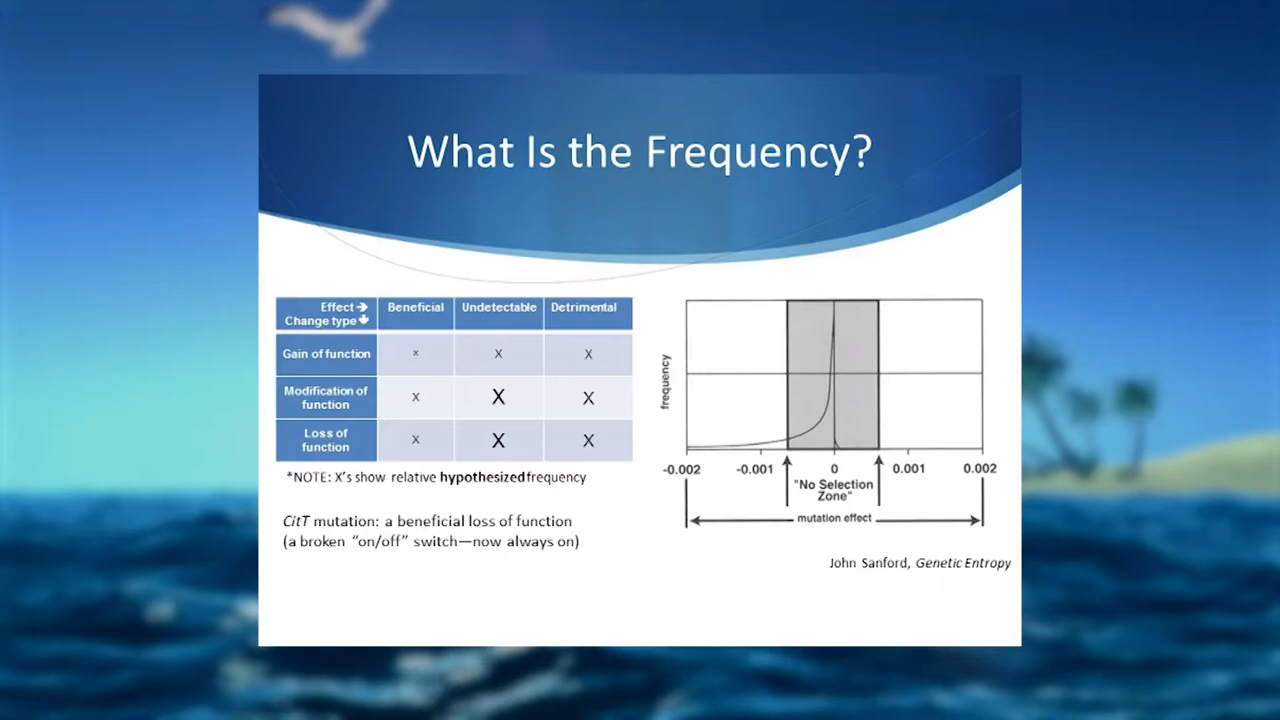 What Is the Frequency?
Effect→ Beneficial Undetectable Detrimental
Change type↓
Gain of function x X X
Modification of
function X X X
Loss of
function X X X
*NOTE: X's show relative hypothesized frequency
CitT mutation: a beneficial loss of function
(a broken “on/off” switch—now always on)
frequency
-0.002 -0.001 0 0.001 0.002
"No Selection
Zone"
mutation effect
John Sanford, Genetic Entropy